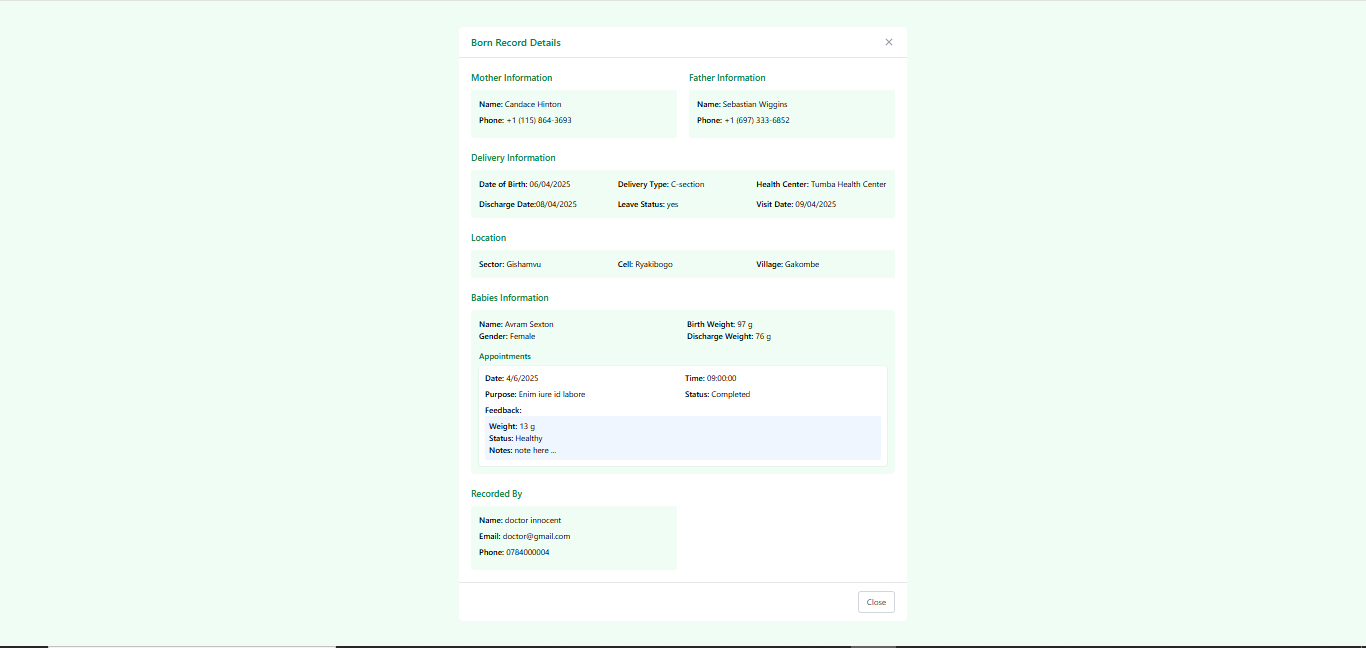 Born Record Details
Mother Information
Father Information
Name: Candace Hinton
Phone: +1 (115) 864-3693
Name: Sebastian Wiggins
Phone: +1 (697) 333-6852
Delivery Information
Date of Birth: 06/04/2025 Delivery Type: C-section Health Center: Tumba Health Center
Discharge Date:08/04/2025 Leave Status: yes Visit Date: 09/04/2025
Location
Sector: Gishamvu Cell: Ryakibogo Village: Gakombe
Babies Information
Name: Avram Sexton Birth Weight: 97 g
Gender: Female Discharge Weight: 76 g
Appointments
Date: 4/6/2025 Time: 09:00:00
Purpose: Enim iure id labore Status: Completed
Feedback:
Weight: 13 g
Status: Healthy
Notes: note here ...
Recorded By
Name: doctor innocent
Email: doctor@gmail.com
Phone: 0784000004
Close